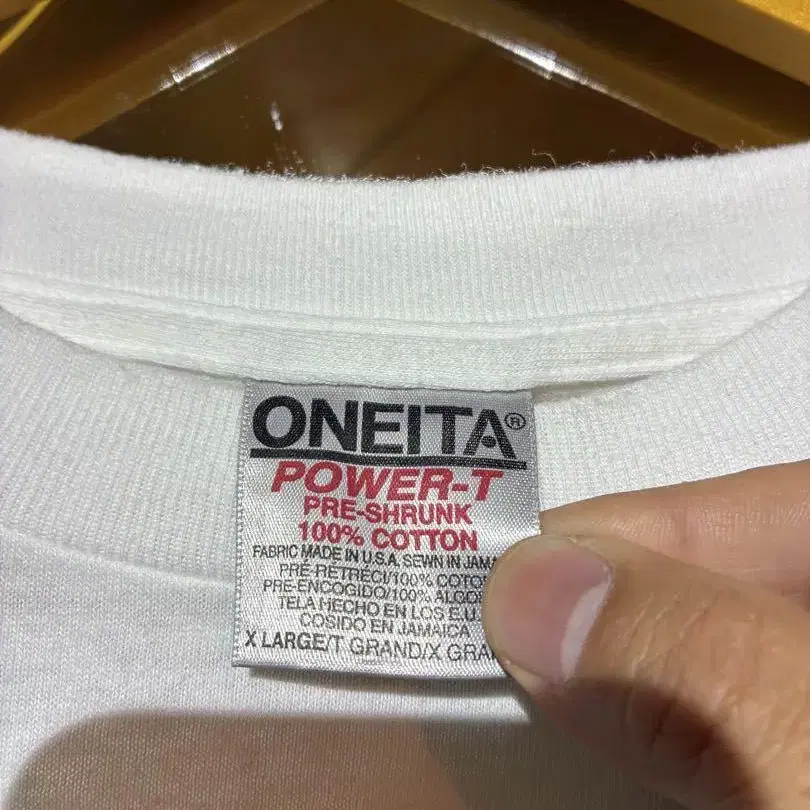 ONEITA®
POWER-T
PRE-SHRUNK
100% COTTON
FABRIC MADE IN U.S.A. SEWN IN
PRÉ-RÉTRÉCI/100%
PRE-ENCOGIDO/100%
TELA HECHO EN LOS E.U.
COSIDO EN JAMAICA
X LARGE/T GRAND/X